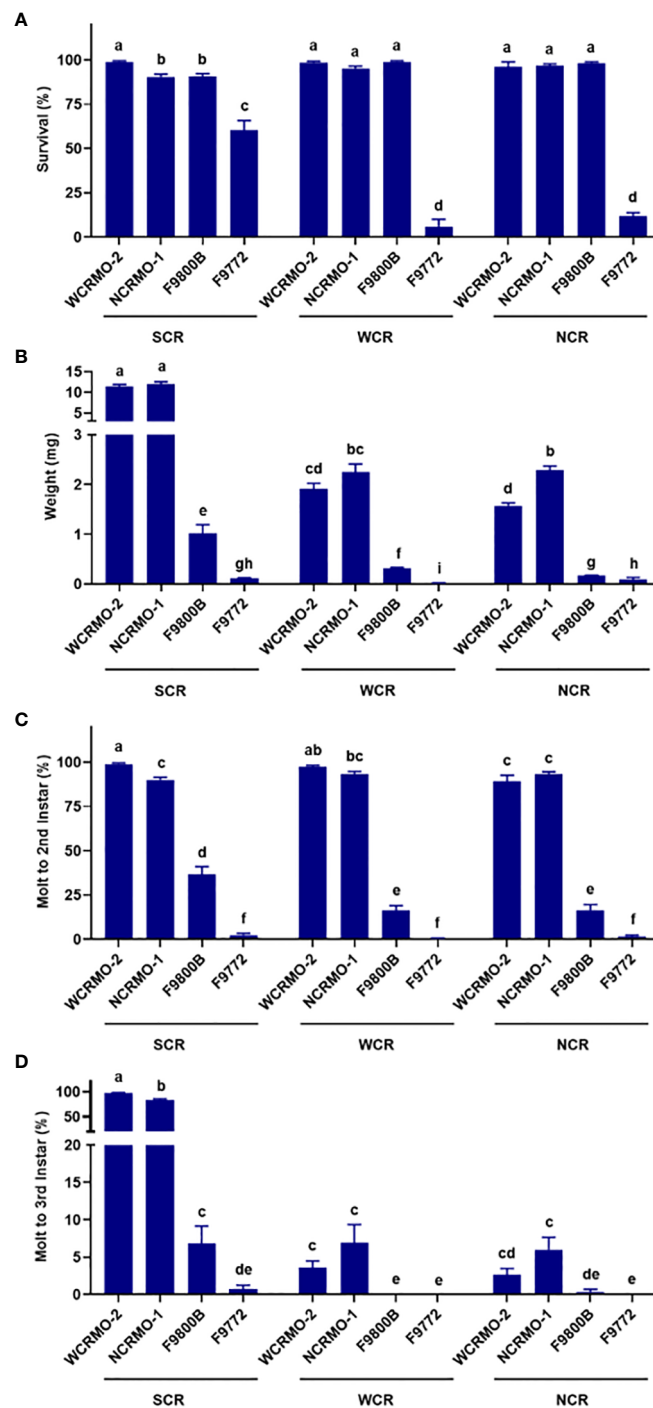 A
a b b c a a a d a a a d
100
75
50
25
0
Survival (%)
WCRMO-2 NCRMO-1 F9800B F9772 WCRMO-2 NCRMO-1 F9800B F9772 WCRMO-2 NCRMO-1 F9800B F9772
SCR WCR NCR
B
a a e gh cd bc f i d b g h
15
10
5
3
2
1
0
Weight (mg)
WCRMO-2 NCRMO-1 F9800B F9772 WCRMO-2 NCRMO-1 F9800B F9772 WCRMO-2 NCRMO-1 F9800B F9772
SCR WCR NCR
C
a c d f ab bc e f c c e f
100
75
50
25
0
Molt to 2nd Instar (%)
WCRMO-2 NCRMO-1 F9800B F9772 WCRMO-2 NCRMO-1 F9800B F9772 WCRMO-2 NCRMO-1 F9800B F9772
SCR WCR NCR
D
a b c de c c e e cd c de e
100
50
20
15
10
5
0
Molt to 3rd Instar (%)
WCRMO-2 NCRMO-1 F9800B F9772 WCRMO-2 NCRMO-1 F9800B F9772 WCRMO-2 NCRMO-1 F9800B F9772
SCR WCR NCR